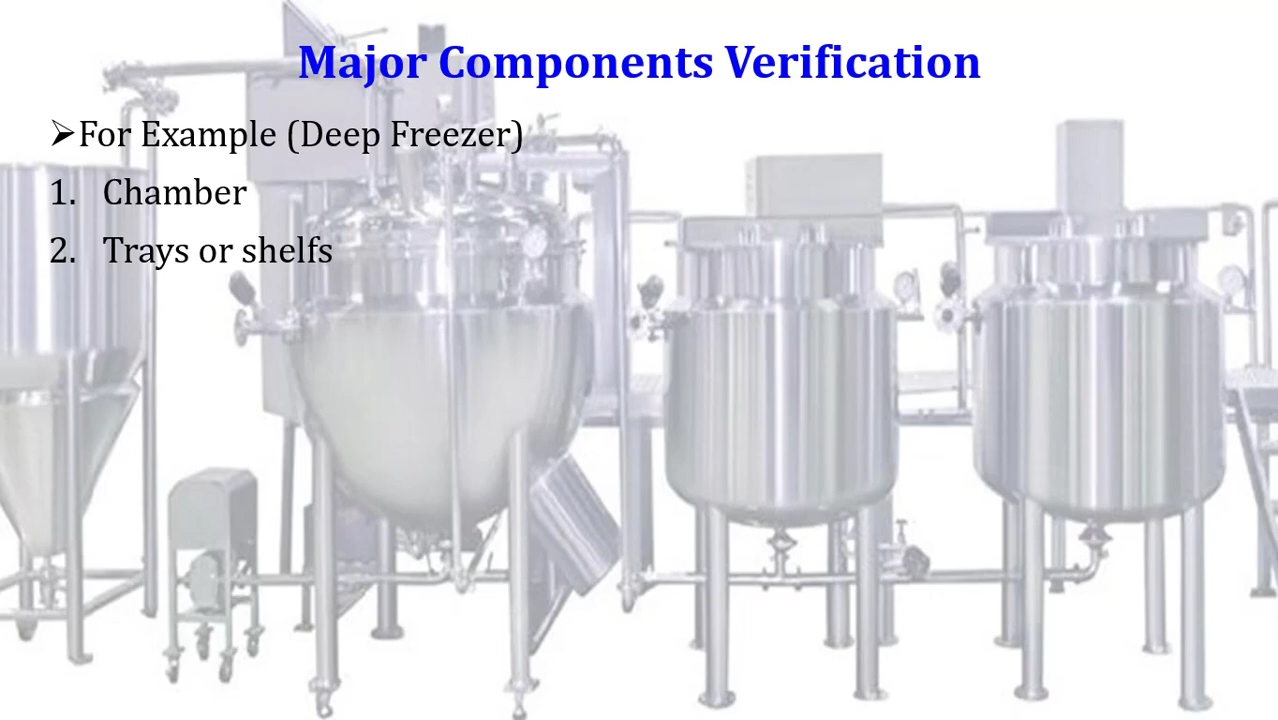 Major Components Verification
➢For Example (Deep Freezer)
1. Chamber
2. Trays or shelfs